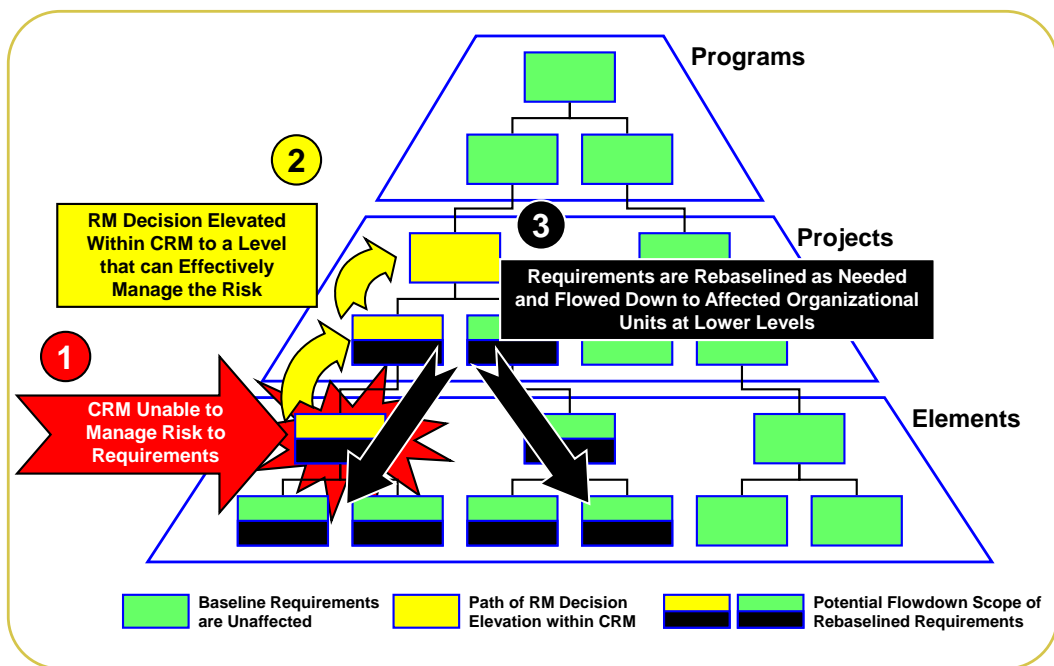 Programs
2
RM Decision Elevated
Within CRM to a Level
that can Effectively
Manage the Risk
3
Projects
Requirements are Rebaselined as Needed
and Flowed Down to Affected Organizational
Units at Lower Levels
1
CRM Unable to
Manage Risk to
Requirements
Elements
Baseline Requirements
are Unaffected
Path of RM Decision
Elevation within CRM
Potential Flowdown Scope of
Rebaselined Requirements